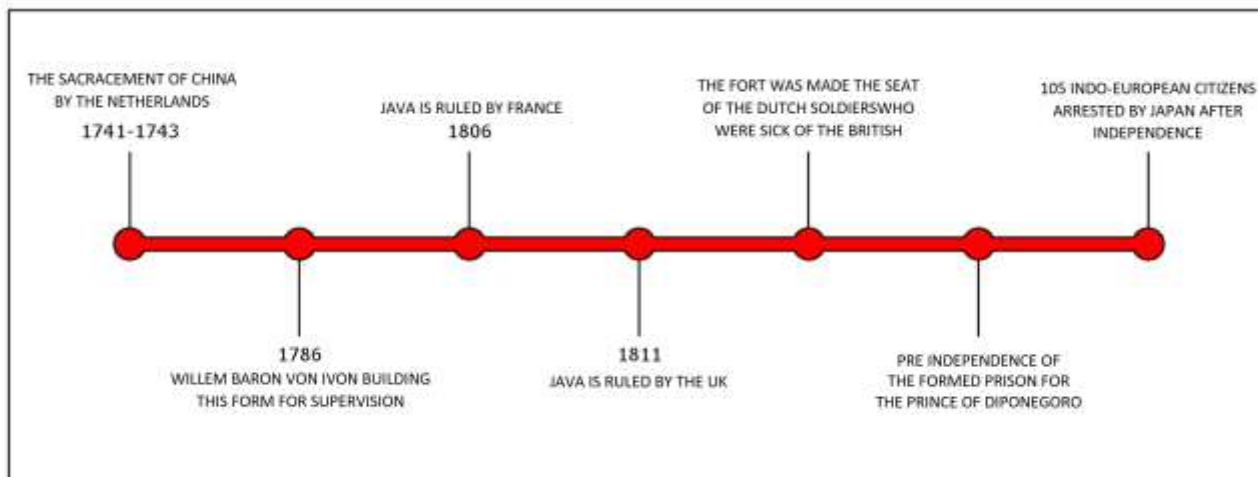 THE SACRACEMENT OF CHINA
BY THE NETHERLANDS
1741-1743
1786
WILLEM BARON VON IVON BUILDING
THIS FORM FOR SUPERVISION
JAVA IS RULED BY FRANCE
1806
1811
JAVA IS RULED BY THE UK
THE FORT WAS MADE THE SEAT
OF THE DUTCH SOLDIERSWHO
WERE SICK OF THE BRITISH
PRE INDEPENDENCE OF
THE FORMED PRISON FOR
THE PRINCE OF DIPONEGORO
105 INDO-EUROPEAN CITIZENS
ARRESTED BY JAPAN AFTER
INDEPENDENCE